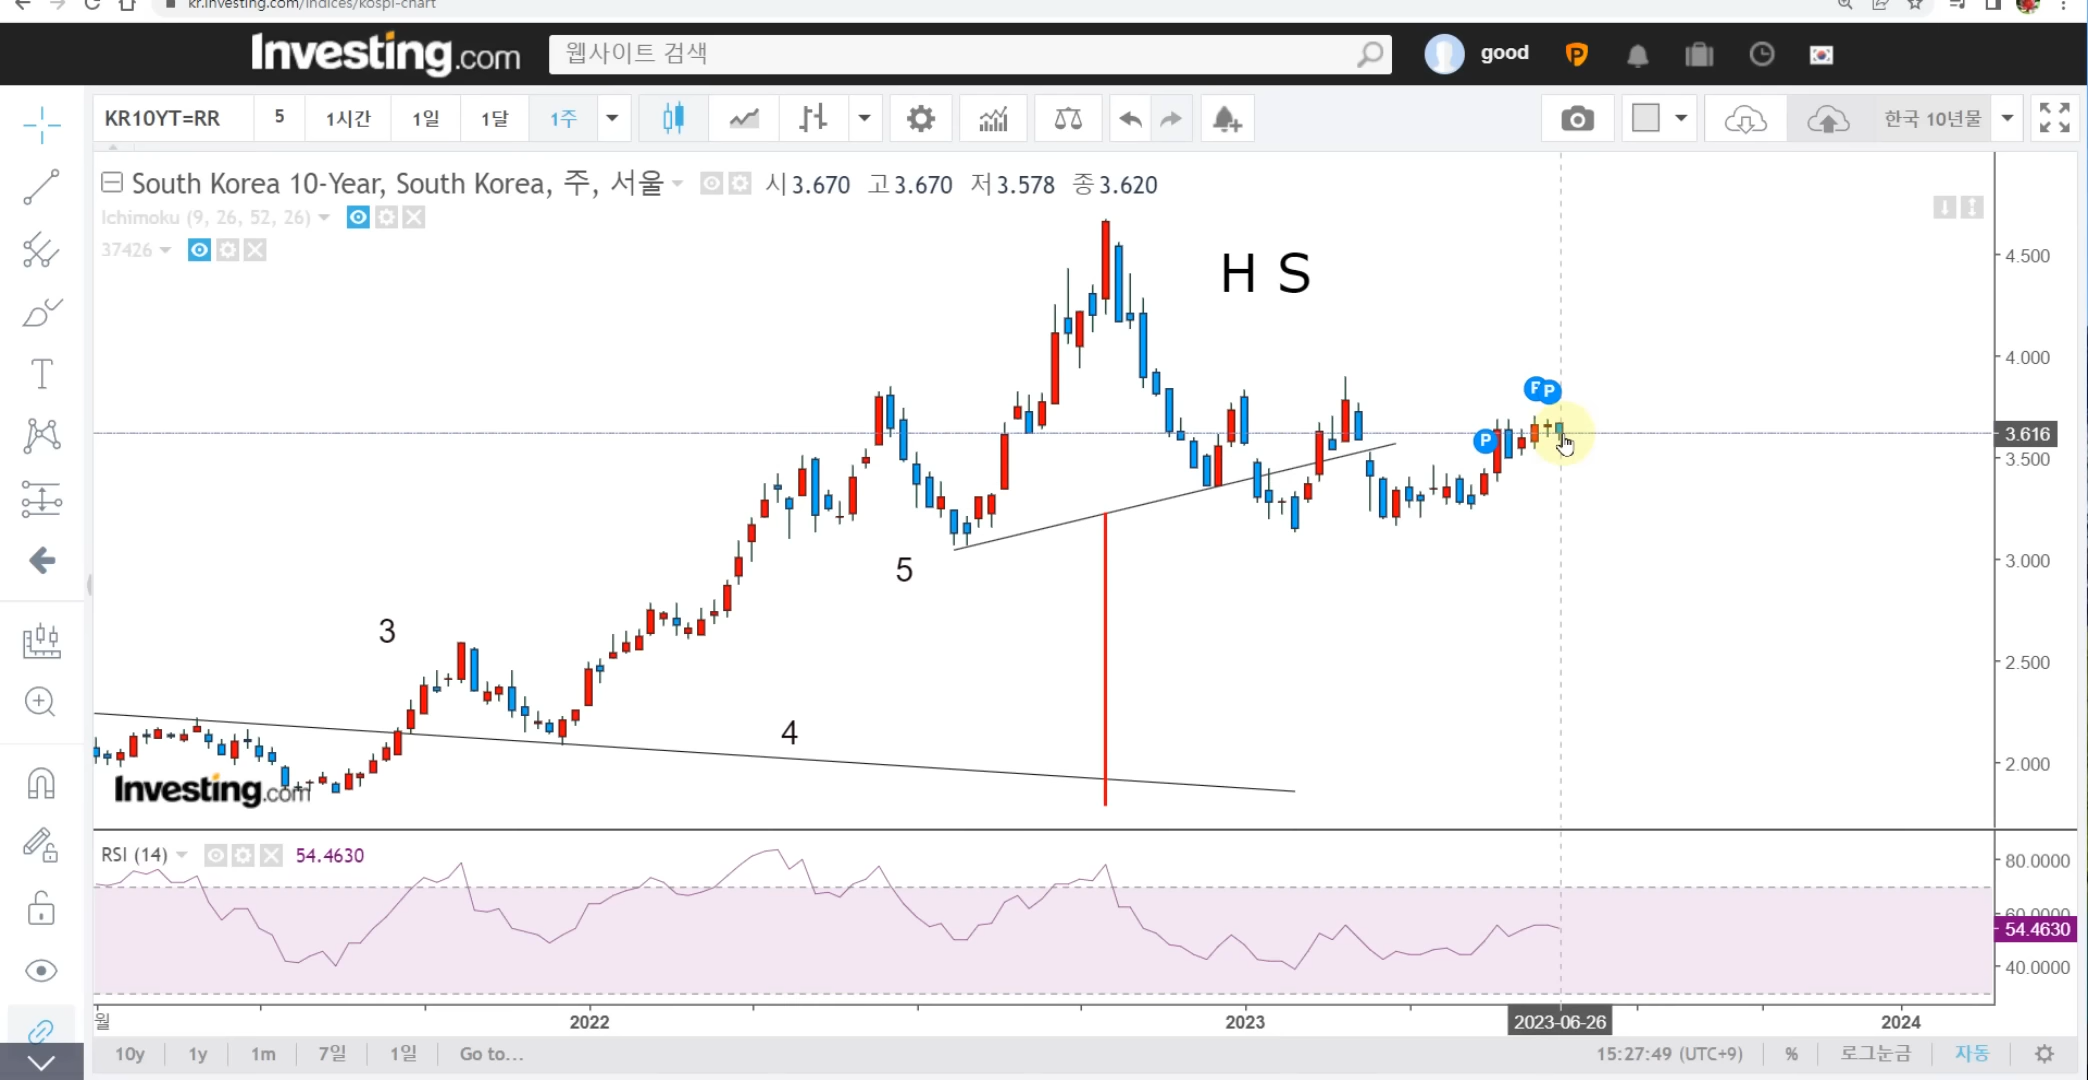 kr.investing.com/indices/kospi-chart
Investing.com
웹사이트 검색
good
KR10YT=RR
5
1시간
1일
1달
1주
한국 10년물
South Korea 10-Year, South Korea, 주, 서울 시3.670 고3.670 저3.578 종3.620
Ichimoku (9, 26, 52, 26)
37426
H S
4.500
4.000
F P
P
3.616
3.500
5
3.000
3
2.500
4
2.000
Investing.com
RSI (14) 54.4630
80.0000
60.0000
54.4630
40.0000
월
2022
2023
2023-06-26
2024
10y
1y
1m
7일
1일
Go to...
15:27:49 (UTC+9)
%
로그눈금
자동